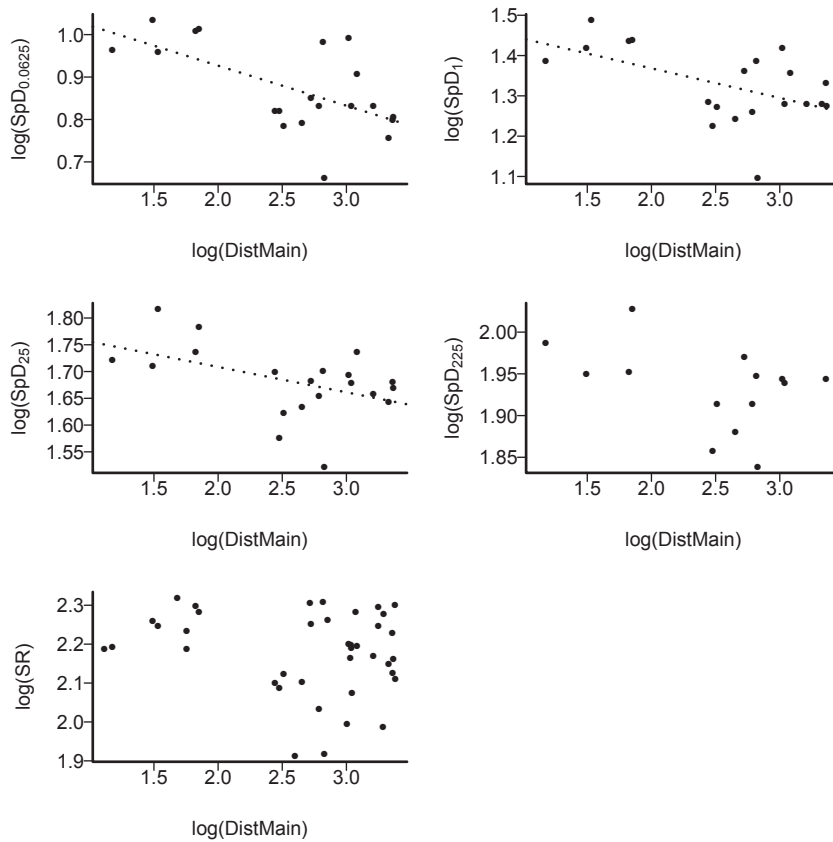 log(SpD0.0625)
1.0
0.9
0.8
0.7
1.5 2.0 2.5 3.0
log(DistMain)
log(SpD1)
1.5
1.4
1.3
1.2
1.1
1.5 2.0 2.5 3.0
log(DistMain)
log(SpD25)
1.80
1.75
1.70
1.65
1.60
1.55
1.5 2.0 2.5 3.0
log(DistMain)
log(SpD225)
2.00
1.95
1.90
1.85
1.5 2.0 2.5 3.0
log(DistMain)
log(SR)
2.3
2.2
2.1
2.0
1.9
1.5 2.0 2.5 3.0
log(DistMain)